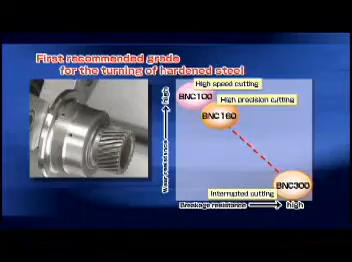 First recommended grade
for the turning of hardened steel
High speed cutting
BNC100
High precision cutting
BNC160
high
Wear resistance
Interrupted cutting
BNC300
Breakage resistance
high